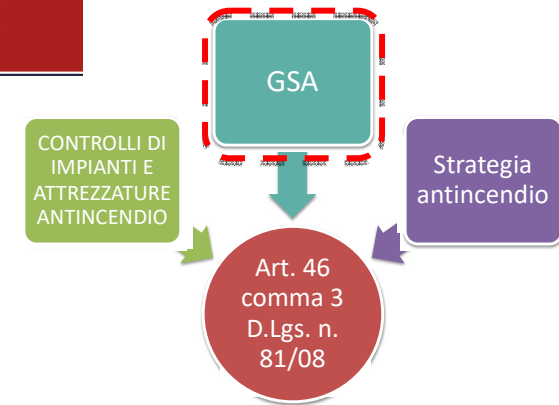 GSA
CONTROLLI DI
IMPIANTI E
ATTREZZATURE
ANTINCENDIO
Strategia
antincendio
Art. 46
comma 3
D.Lgs. n.
81/08